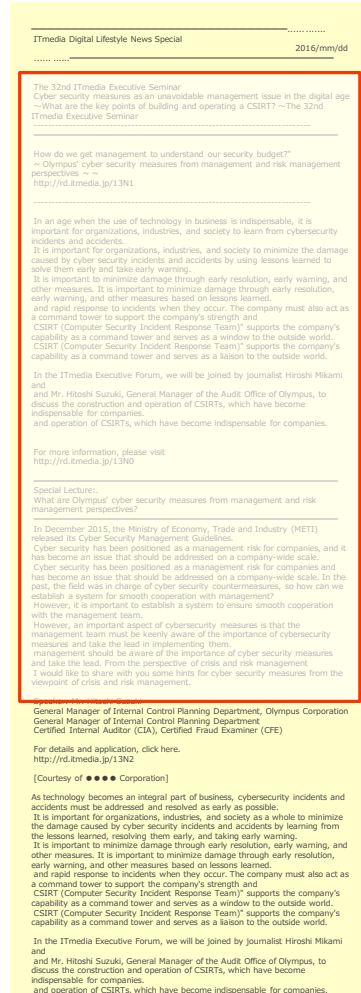 ITmedia Digital Lifestyle News Special
2016/mm/dd
The 32nd ITmedia Executive Seminar
Cyber security measures as an unavoidable management issue in the digital age
～What are the key points of building and operating a CSIRT? ～The 32nd
ITmedia Executive Seminar
How do we get management to understand our security budget?"
～ Olympus' cyber security measures from management and risk management
perspectives ～ ～
http://rd.itmedia.jp/13N1
In an age when the use of technology in business is indispensable, it is
important for organizations, industries, and society to learn from cybersecurity
incidents and accidents.
It is important for organizations, industries, and society to minimize the damage
caused by cyber security incidents and accidents by using lessons learned to
solve them early and take early warning.
It is important to minimize damage through early resolution, early warning, and
other measures. It is important to minimize damage through early resolution,
early warning, and other measures based on lessons learned.
and rapid response to incidents when they occur. The company must also act as
a command tower to support the company's strength and
CSIRT (Computer Security Incident Response Team)" supports the company's
capability as a command tower and serves as a window to the outside world.
CSIRT (Computer Security Incident Response Team)" supports the company's
capability as a command tower and serves as a liaison to the outside world.
In the ITmedia Executive Forum, we will be joined by journalist Hiroshi Mikami
and
and Mr. Hitoshi Suzuki, General Manager of the Audit Office of Olympus, to
discuss the construction and operation of CSIRTs, which have become
indispensable for companies.
and operation of CSIRTs, which have become indispensable for companies.
For more information, please visit
http://rd.itmedia.jp/13N0
Special Lecture:.
What are Olympus' cyber security measures from management and risk
management perspectives?
In December 2015, the Ministry of Economy, Trade and Industry (METI)
released its Cyber Security Management Guidelines.
Cyber security has been positioned as a management risk for companies, and it
has become an issue that should be addressed on a company-wide scale.
Cyber security has been positioned as a management risk for companies and
has become an issue that should be addressed on a company-wide scale. In the
past, the field was in charge of cyber security countermeasures, so how can we
establish a system for smooth cooperation with management?
However, it is important to establish a system to ensure smooth cooperation
with the management team.
However, an important aspect of cybersecurity measures is that the
management team must be keenly aware of the importance of cybersecurity
measures and take the lead in implementing them.
management should be aware of the importance of cyber security measures
and take the lead. From the perspective of crisis and risk management
I would like to share with you some hints for cyber security measures from the
viewpoint of crisis and risk management.
Speaker: Mr. Hitoshi Suzuki
General Manager of Internal Control Planning Department, Olympus Corporation
General Manager of Internal Control Planning Department
Certified Internal Auditor (CIA), Certified Fraud Examiner (CFE)
For details and application, click here.
http://rd.itmedia.jp/13N2
[Courtesy of ●●●● Corporation]
As technology becomes an integral part of business, cybersecurity incidents and
accidents must be addressed and resolved as early as possible.
It is important for organizations, industries, and society as a whole to minimize
the damage caused by cyber security incidents and accidents by learning from
the lessons learned, resolving them early, and taking early warning.
It is important to minimize damage through early resolution, early warning, and
other measures. It is important to minimize damage through early resolution,
early warning, and other measures based on lessons learned.
and rapid response to incidents when they occur. The company must also act as
a command tower to support the company's strength and
CSIRT (Computer Security Incident Response Team)" supports the company's
capability as a command tower and serves as a window to the outside world.
CSIRT (Computer Security Incident Response Team)" supports the company's
capability as a command tower and serves as a liaison to the outside world.
In the ITmedia Executive Forum, we will be joined by journalist Hiroshi Mikami
and
and Mr. Hitoshi Suzuki, General Manager of the Audit Office of Olympus, to
discuss the construction and operation of CSIRTs, which have become
indispensable for companies.
and operation of CSIRTs, which have become indispensable for companies.